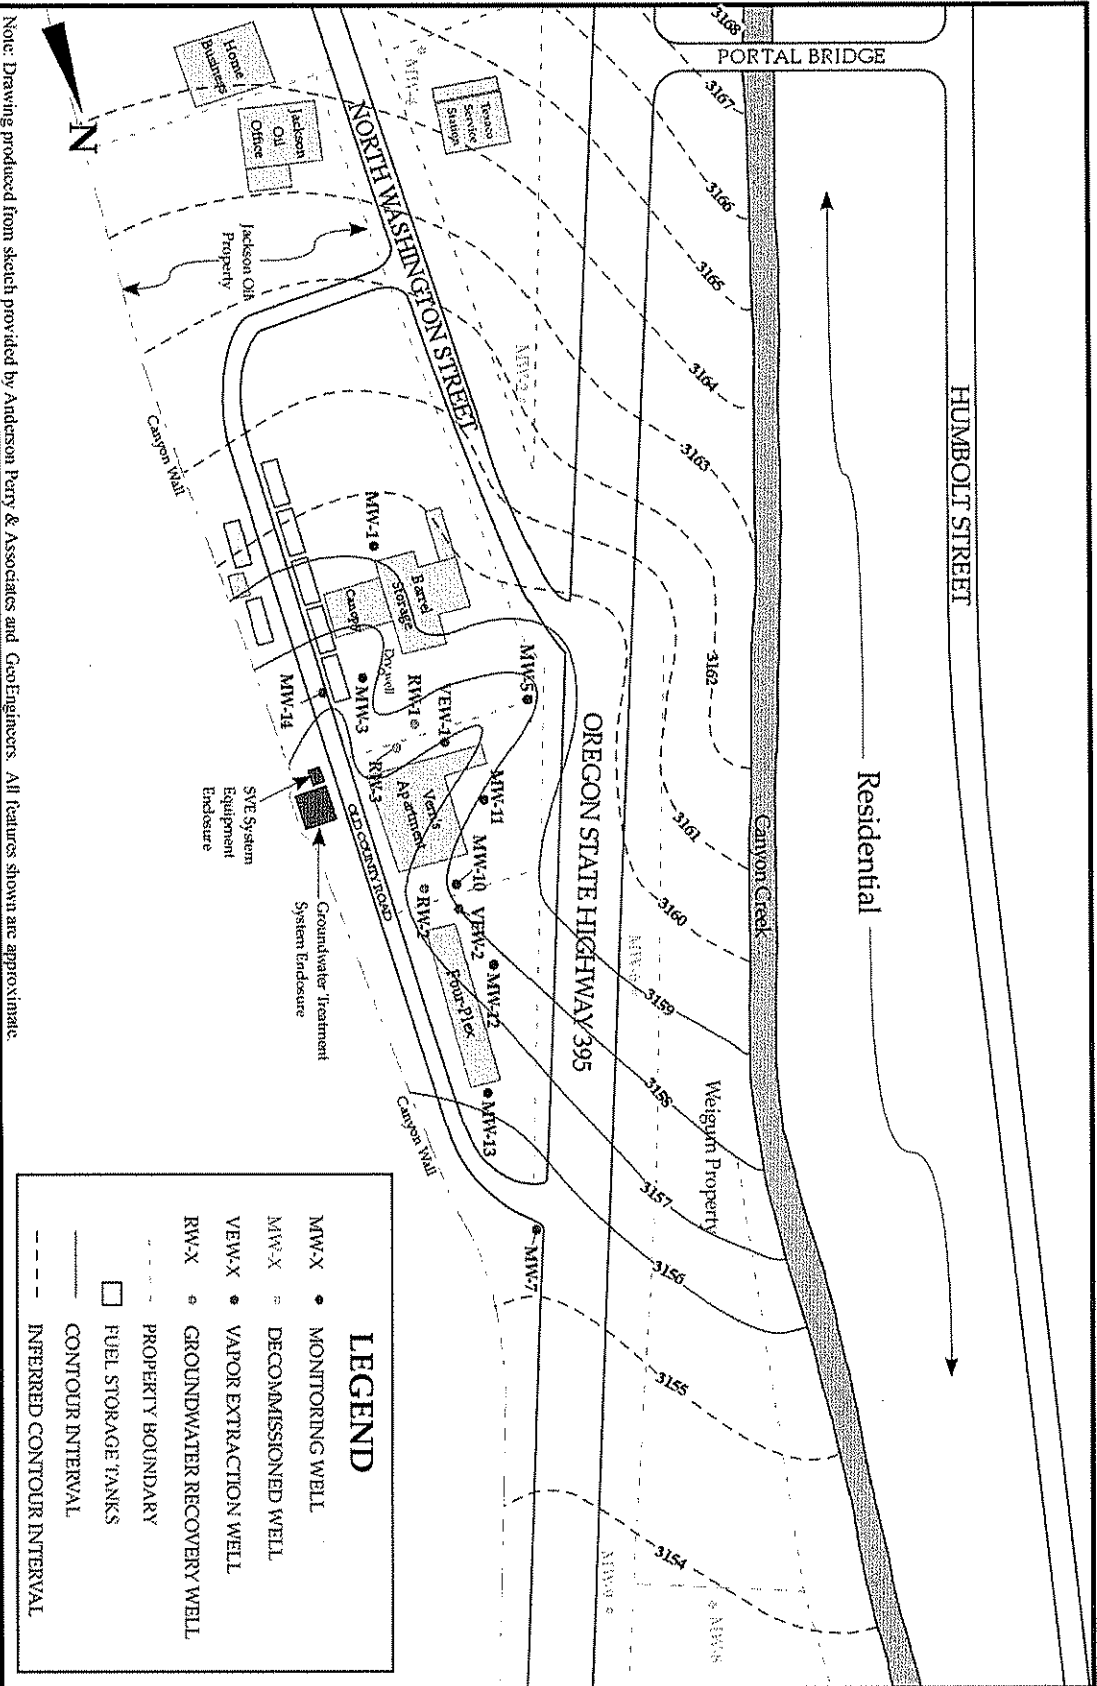 HUMBOLT STREET
PORTAL BRIDGE
Residential
Canyon Creek
3168
3167
3166
3165
3164
3163
3162
3161
3160
3159
3158
3157
3156
3155
3154
Weigum Property
OREGON STATE HIGHWAY 395
NORTH WASHINGTON STREET
Texaco
Service
Station
MW-4
Home
Business
Jackson
Oil
Office
Jackson Oil
Property
Canyon Wall
MW-1
Barrel
Storage
Canopy
Drywell
MW-5
VEW-1
RW-1
MW-3
RW-3
MW-14
Apartment
MW-11
MW-10
VEW-2
RW-2
MW-12
Four-Plex
MW-13
MW-7
MW-8
OLD COUNTY ROAD
Canyon Wall
SVE System
Equipment
Enclosure
Groundwater Treatment
System Enclosure
N
LEGEND
MW-X MONITORING WELL
MW-X DECOMMISSIONED WELL
VEW-X VAPOR EXTRACTION WELL
RW-X GROUNDWATER RECOVERY WELL
PROPERTY BOUNDARY
FUEL STORAGE TANKS
CONTOUR INTERVAL
INFERRED CONTOUR INTERVAL
Note: Drawing produced from sketch provided by Anderson Perry & Associates and GeoEngineers. All features shown are approximate.